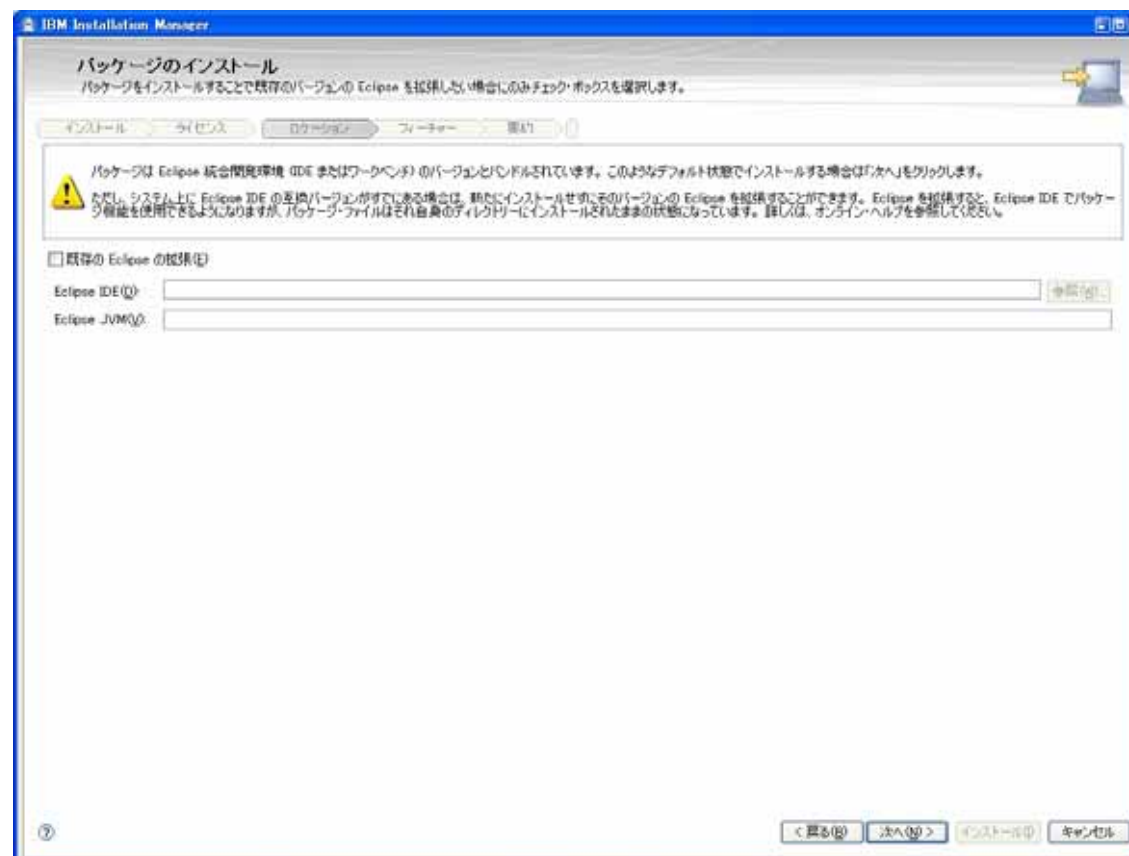 IBM Installation Manager
パッケージのインストール
パッケージをインストールすることで既存のバージョンの Eclipse を拡張したい場合にのみチェック・ボックスを選択します。
インストール ライセンス ロケーション フィーチャー 要約
パッケージは Eclipse 統合開発環境 (IDE またはワークベンチ) のバージョンとバンドルされています。このようなデフォルト状態でインストールする場合は「次へ」をクリックします。
ただし、システム上に Eclipse IDE の互換バージョンがすでにある場合は、新たにインストールせずにそのバージョンの Eclipse を拡張することができます。Eclipse を拡張すると、Eclipse IDE でパッケー
ジ機能を使用できるようになりますが、パッケージ・ファイルはそれ自身のディレクトリーにインストールされたままの状態になっています。詳しくは、オンライン・ヘルプを参照してください。
既存の Eclipse の拡張(E)
Eclipse IDE(D): 参照(W)...
Eclipse JVM(V):
< 戻る(B) 次へ(N) > インストール(I) キャンセル